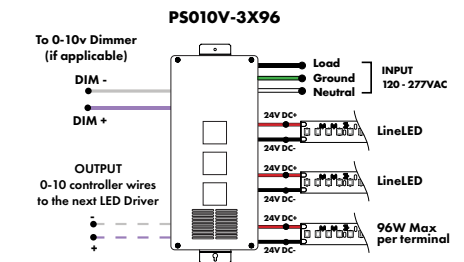 PS010V-3X96
To 0-10v Dimmer
(if applicable)
DIM -
DIM +
OUTPUT
0-10 controller wires
to the next LED Driver
-
+
Load
Ground
Neutral
INPUT
120 - 277VAC
24V DC+
24V DC-
LineLED
24V DC+
24V DC-
LineLED
24V DC+
24V DC-
96W Max
per terminal